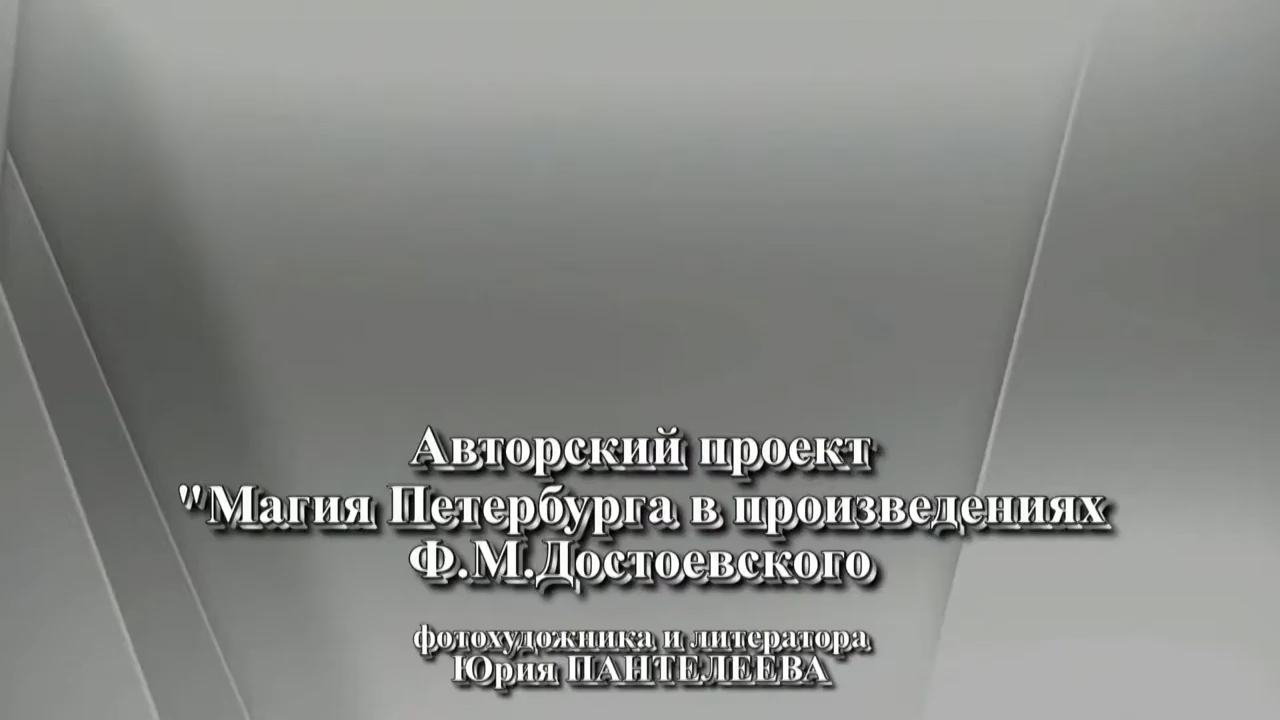 Авторский проект
"Магия Петербурга в произведениях
Ф.М.Достоевского
фотохудожника и литератора
Юрия ПАНТЕЛЕЕВА